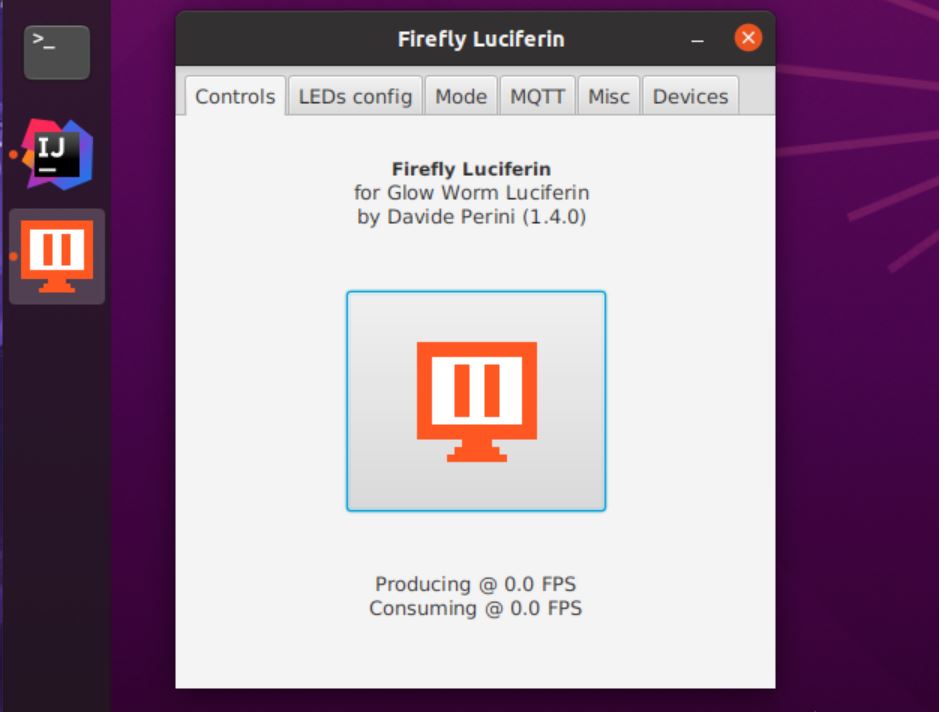 >_
IJ
Firefly Luciferin
Controls LEDs config Mode MQTT Misc Devices
Firefly Luciferin
for Glow Worm Luciferin
by Davide Perini (1.4.0)
Producing @ 0.0 FPS
Consuming @ 0.0 FPS